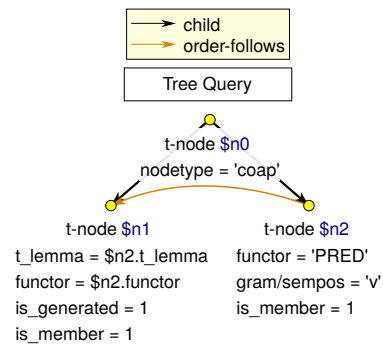 child
order-follows
Tree Query
t-node $n0
nodetype = 'coap'
t-node $n1
t_lemma = $n2.t_lemma
functor = $n2.functor
is_generated = 1
is_member = 1
t-node $n2
functor = 'PRED'
gram/sempos = 'v'
is_member = 1